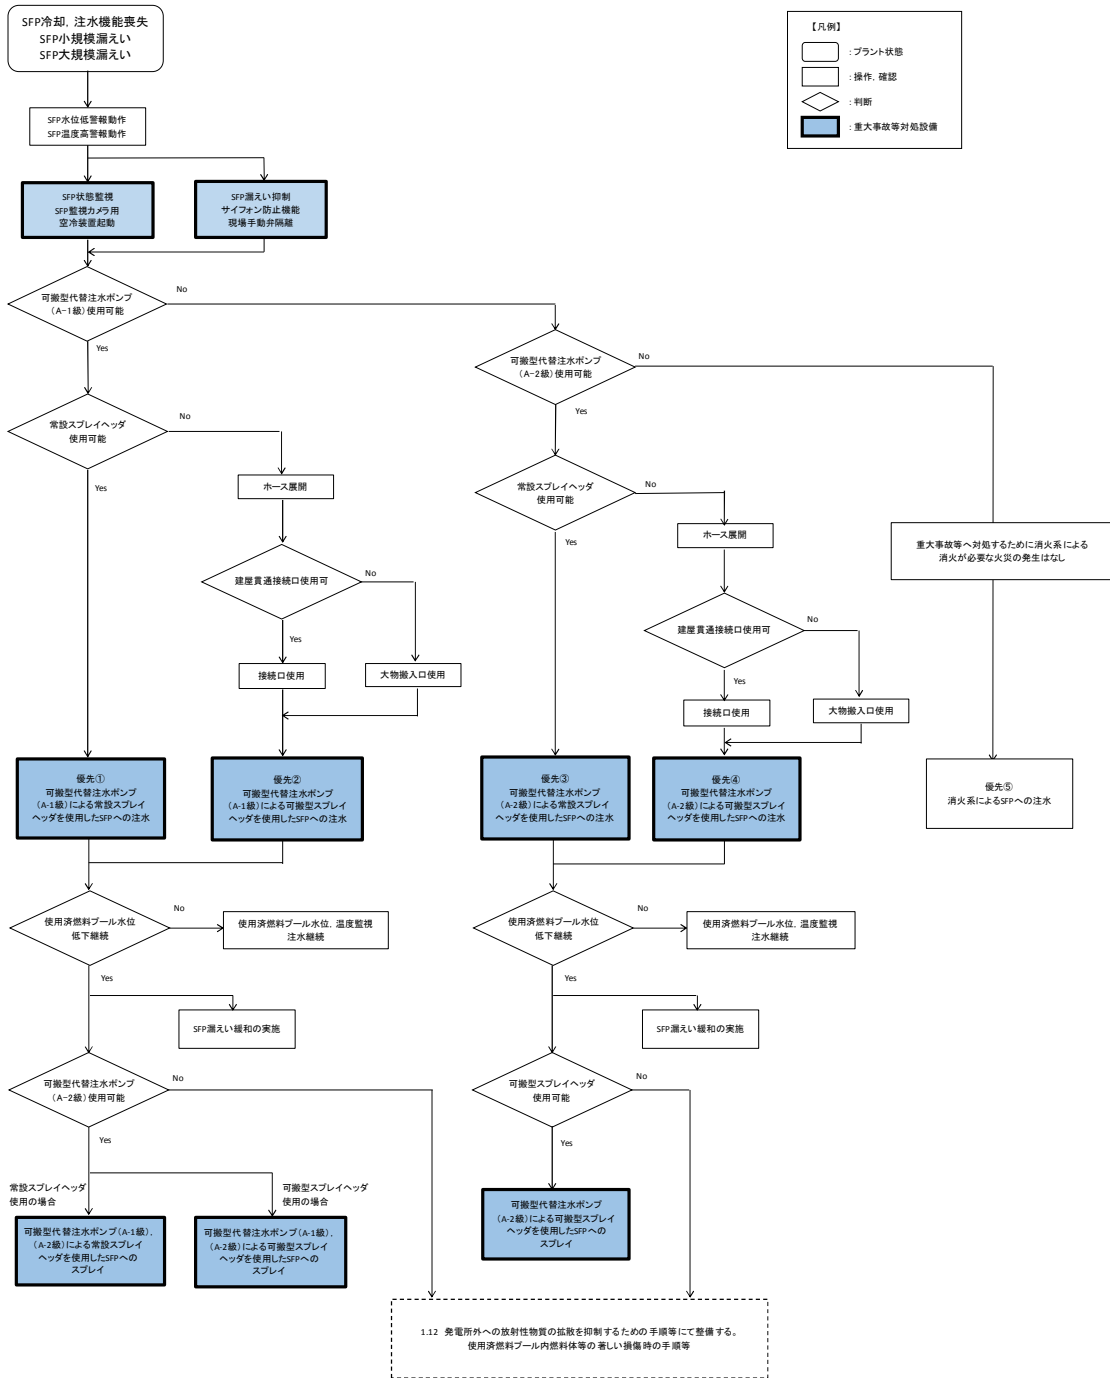 SFP冷却，注水機能喪失
SFP小規模漏えい
SFP大規模漏えい
【凡例】
：プラント状態
：操作，確認
：判断
：重大事故等対処設備
SFP水位低警報動作
SFP温度高警報動作
SFP状態監視
SFP監視カメラ用
空冷装置起動
SFP漏えい抑制
サイフォン防止機能
現場手動弁隔離
可搬型代替注水ポンプ
（A-1級）使用可能
No
Yes
可搬型代替注水ポンプ
（A-2級）使用可能
No
Yes
常設スプレイヘッダ
使用可能
No
Yes
ホース展開
建屋貫通接続口使用可
No
Yes
接続口使用
大物搬入口使用
常設スプレイヘッダ
使用可能
No
Yes
ホース展開
建屋貫通接続口使用可
No
Yes
接続口使用
大物搬入口使用
重大事故等へ対処するために消火系による
消火が必要な火災の発生はなし
優先①
可搬型代替注水ポンプ
(A-1級)による常設スプレイ
ヘッダを使用したSFPへの注水
優先②
可搬型代替注水ポンプ
(A-1級)による可搬型スプレイ
ヘッダを使用したSFPへの注水
優先③
可搬型代替注水ポンプ
(A-2級)による常設スプレイ
ヘッダを使用したSFPへの注水
優先④
可搬型代替注水ポンプ
(A-2級)による可搬型スプレイ
ヘッダを使用したSFPへの注水
優先⑤
消火系によるSFPへの注水
使用済燃料プール水位
低下継続
No
Yes
使用済燃料プール水位，温度監視
注水継続
SFP漏えい緩和の実施
使用済燃料プール水位
低下継続
No
Yes
使用済燃料プール水位，温度監視
注水継続
SFP漏えい緩和の実施
可搬型代替注水ポンプ
（A-2級）使用可能
No
Yes
可搬型スプレイヘッダ
使用可能
No
Yes
常設スプレイヘッダ
使用の場合
可搬型スプレイヘッダ
使用の場合
可搬型代替注水ポンプ(A-1級)，
(A-2級)による常設スプレイ
ヘッダを使用したSFPへの
スプレイ
可搬型代替注水ポンプ(A-1級)，
(A-2級)による可搬型スプレイ
ヘッダを使用したSFPへの
スプレイ
可搬型代替注水ポンプ
(A-2級)による可搬型スプレイ
ヘッダを使用したSFPへの
スプレイ
1.12 発電所外への放射性物質の拡散を抑制するための手順等にて整備する。
使用済燃料プール内燃料体等の著しい損傷時の手順等